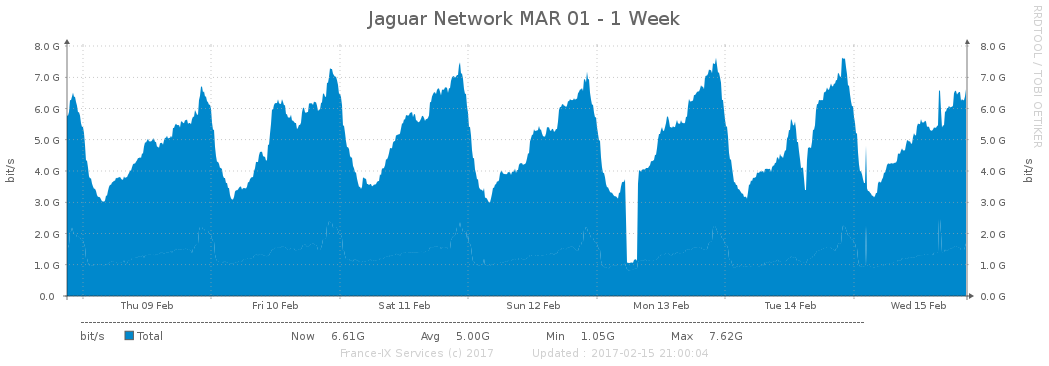 Jaguar Network MAR 01 - 1 Week
RRDTOOL / TOBI OETIKER
bit/s
8.0 G
7.0 G
6.0 G
5.0 G
4.0 G
3.0 G
2.0 G
1.0 G
0.0
8.0 G
7.0 G
6.0 G
5.0 G
4.0 G
3.0 G
2.0 G
1.0 G
0.0 G
bit/s
Thu 09 Feb Fri 10 Feb Sat 11 Feb Sun 12 Feb Mon 13 Feb Tue 14 Feb Wed 15 Feb
bit/s Total Now 6.61G Avg 5.00G Min 1.05G Max 7.62G
France-IX Services (c) 2017 Updated : 2017-02-15 21:00:04